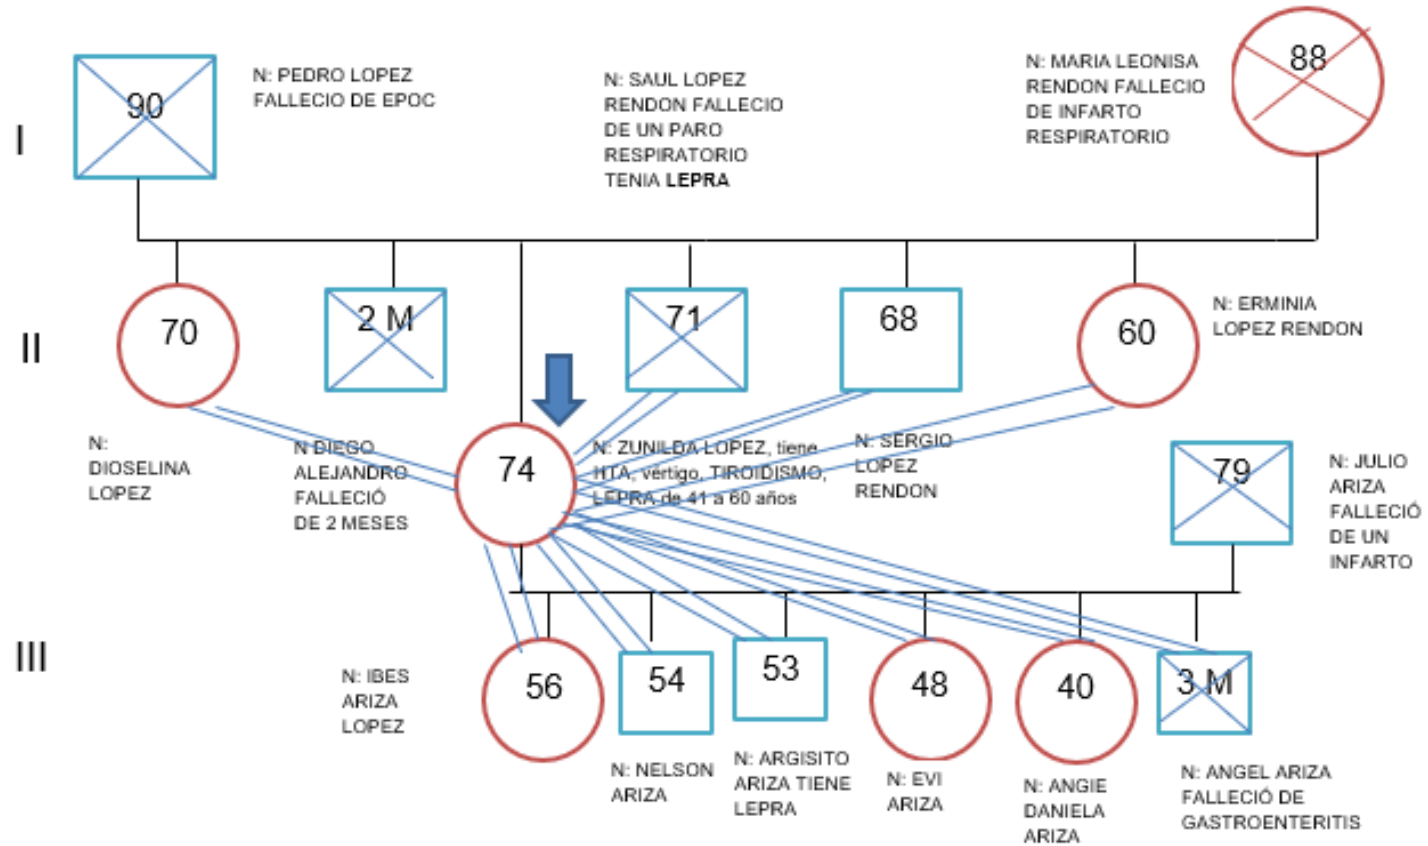 I
90
N: PEDRO LOPEZ
FALLECIO DE EPOC
N: SAUL LOPEZ
RENDON FALLECIO
DE UN PARO
RESPIRATORIO
TENIA LEPRA
N: MARIA LEONISA
RENDON FALLECIO
DE INFARTO
RESPIRATORIO
88
II
70
2 M
71
68
60
N: ERMINIA
LOPEZ RENDON
N:
DIOSELINA
LOPEZ
N DIEGO
ALEJANDRO
FALLECIÓ
DE 2 MESES
74
N: ZUNILDA LOPEZ, tiene
HTA, vértigo, TIROIDISMO,
LEPRA de 41 a 60 años
N: SERGIO
LOPEZ
RENDON
79
N: JULIO
ARIZA
FALLECIÓ
DE UN
INFARTO
III
N: IBES
ARIZA
LOPEZ
56
54
53
48
40
3 M
N: NELSON
ARIZA
N: ARGISITO
ARIZA TIENE
LEPRA
N: EVI
ARIZA
N: ANGIE
DANIELA
ARIZA
N: ANGEL ARIZA
FALLECIÓ DE
GASTROENTERITIS